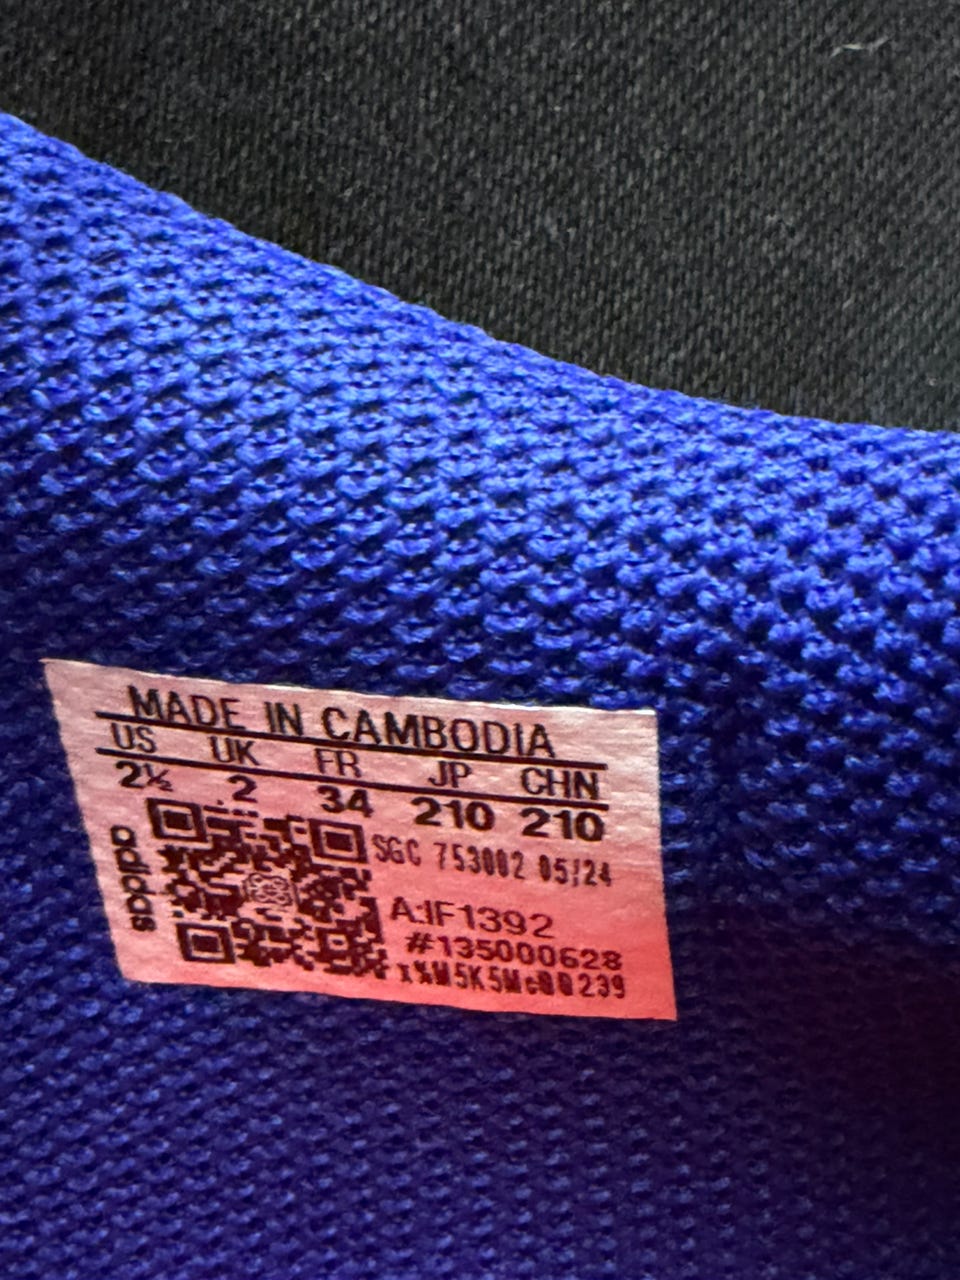 MADE IN CAMBODIA
US UK FR JP CHN
2½ 2 34 210 210
SGC 753002 05/24
A:IF1392
#135000628
adidas